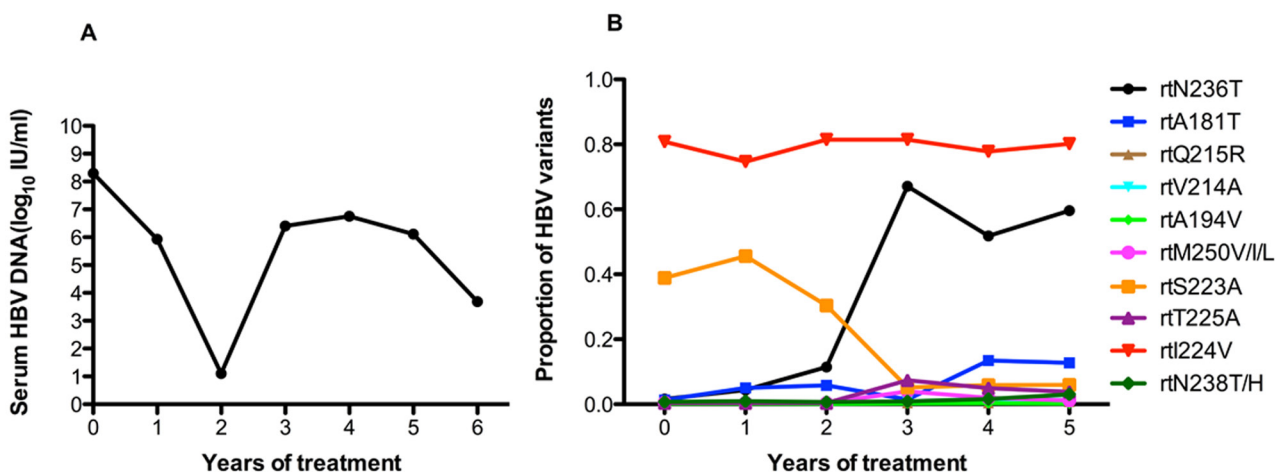 A
Serum HBV DNA(log10 IU/ml)
10
9
8
7
6
5
4
3
2
1
0
0 1 2 3 4 5 6
Years of treatment
B
Proportion of HBV variants
1.0
0.8
0.6
0.4
0.2
0.0
0 1 2 3 4 5
Years of treatment
rtN236T
rtA181T
rtQ215R
rtV214A
rtA194V
rtM250V/I/L
rtS223A
rtT225A
rtI224V
rtN238T/H